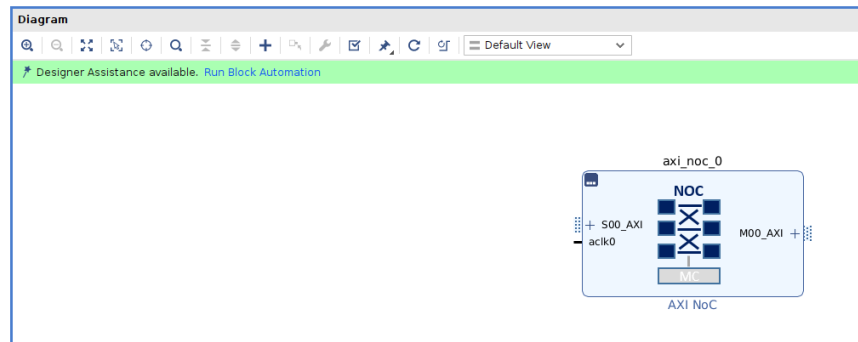 Diagram
Default View
Designer Assistance available. Run Block Automation
axi_noc_0
NOC
S00_AXI
aclk0
M00_AXI
MC
AXI NoC